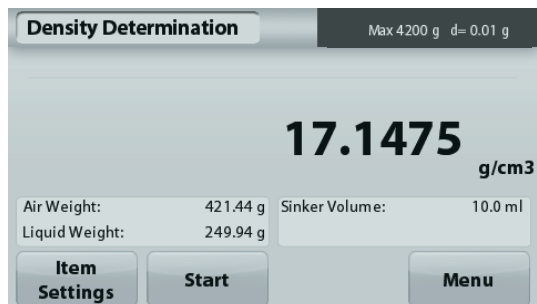 Density Determination
Max 4200 g d= 0.01 g
17.1475
g/cm3
Air Weight: 421.44 g
Liquid Weight: 249.94 g
Sinker Volume: 10.0 ml
Item
Settings
Start
Menu